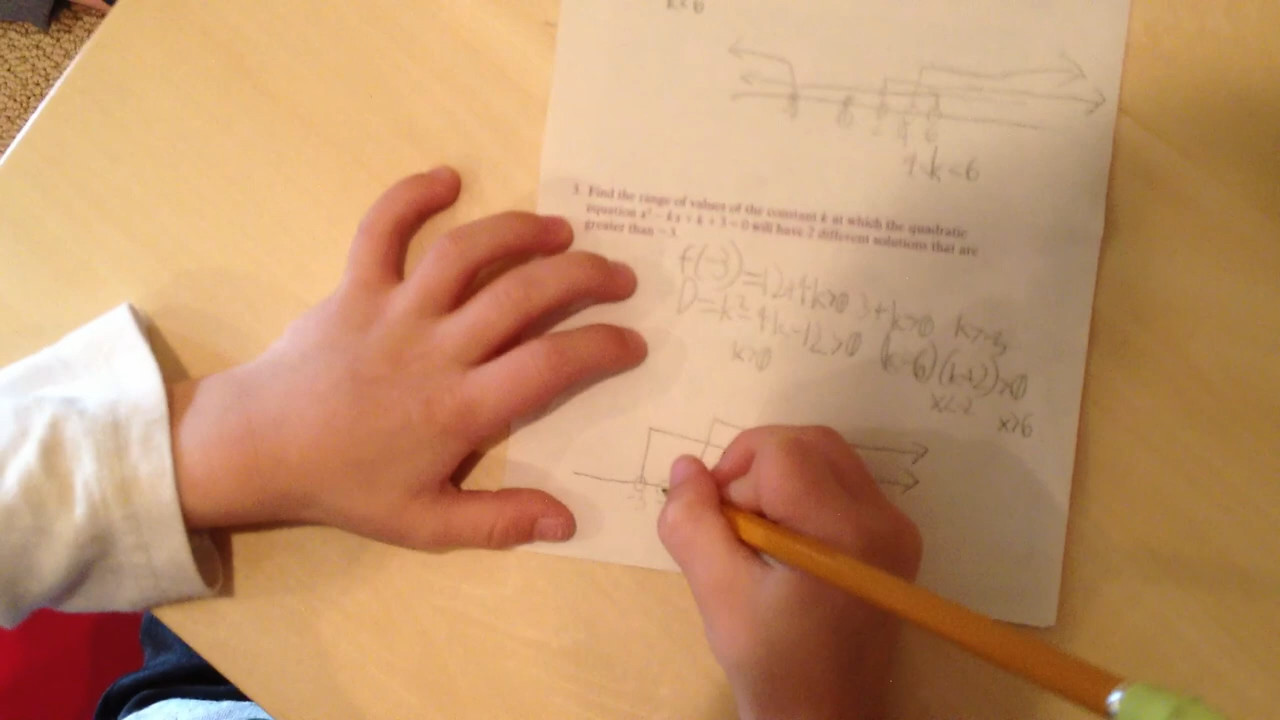 k<0
4<k<6
3. Find the range of values of the constant k at which the quadratic
equation x² - kx + k + 3 = 0 will have 2 different solutions that are
greater than -3.
f(-3)=12+4k>0 3+k>0 k>-3
D=k²-4k-12>0 (k-6)(k+2)>0
k>0 x<-2 x>6